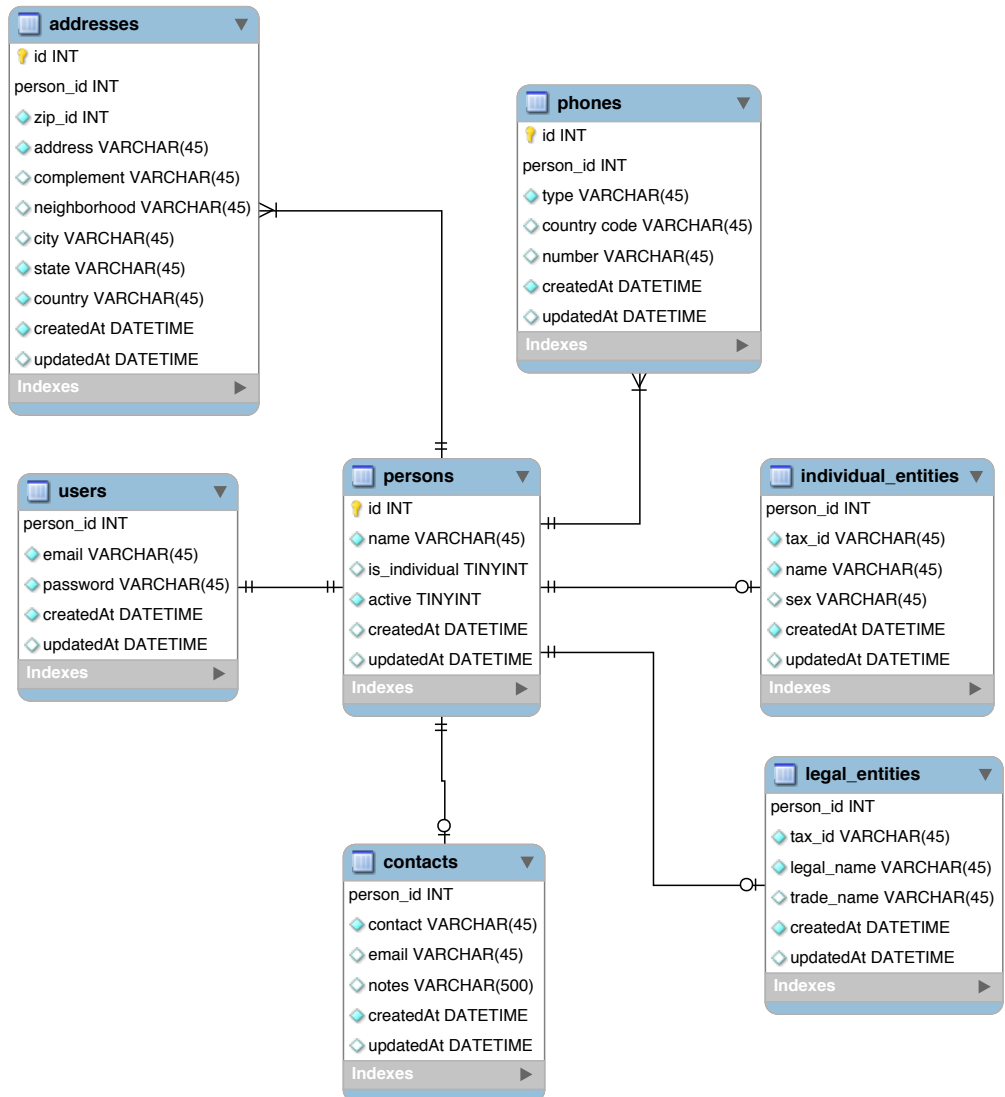 addresses
id INT
person_id INT
zip_id INT
address VARCHAR(45)
complement VARCHAR(45)
neighborhood VARCHAR(45)
city VARCHAR(45)
state VARCHAR(45)
country VARCHAR(45)
createdAt DATETIME
updatedAt DATETIME
Indexes
phones
id INT
person_id INT
type VARCHAR(45)
country code VARCHAR(45)
number VARCHAR(45)
createdAt DATETIME
updatedAt DATETIME
Indexes
users
person_id INT
email VARCHAR(45)
password VARCHAR(45)
createdAt DATETIME
updatedAt DATETIME
Indexes
persons
id INT
name VARCHAR(45)
is_individual TINYINT
active TINYINT
createdAt DATETIME
updatedAt DATETIME
Indexes
individual_entities
person_id INT
tax_id VARCHAR(45)
name VARCHAR(45)
sex VARCHAR(45)
createdAt DATETIME
updatedAt DATETIME
Indexes
legal_entities
person_id INT
tax_id VARCHAR(45)
legal_name VARCHAR(45)
trade_name VARCHAR(45)
createdAt DATETIME
updatedAt DATETIME
Indexes
contacts
person_id INT
contact VARCHAR(45)
email VARCHAR(45)
notes VARCHAR(500)
createdAt DATETIME
updatedAt DATETIME
Indexes